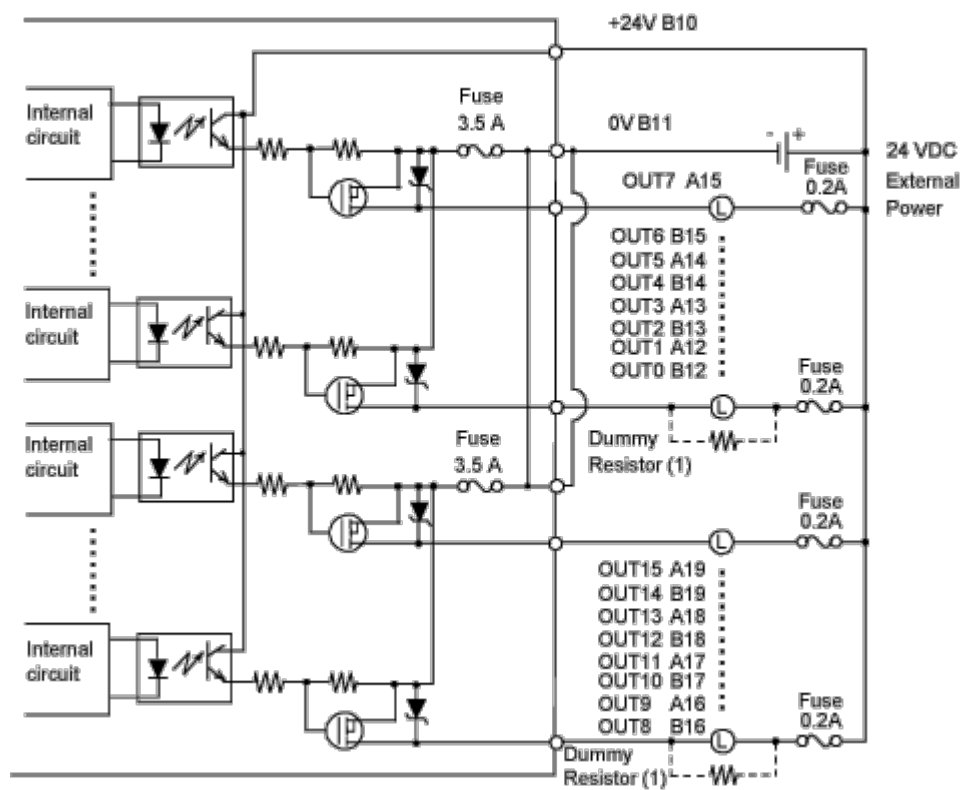 +24V B10
Internal
circuit
Fuse
3.5 A
0V B11
- +
24 VDC
External
Power
Fuse
0.2A
OUT7 A15
L
OUT6 B15
OUT5 A14
OUT4 B14
OUT3 A13
OUT2 B13
OUT1 A12
OUT0 B12
Internal
circuit
Fuse
0.2A
L
Dummy
Resistor (1)
Internal
circuit
Fuse
3.5 A
Fuse
0.2A
L
OUT15 A19
OUT14 B19
OUT13 A18
OUT12 B18
OUT11 A17
OUT10 B17
OUT9 A16
OUT8 B16
Internal
circuit
Fuse
0.2A
L
Dummy
Resistor (1)